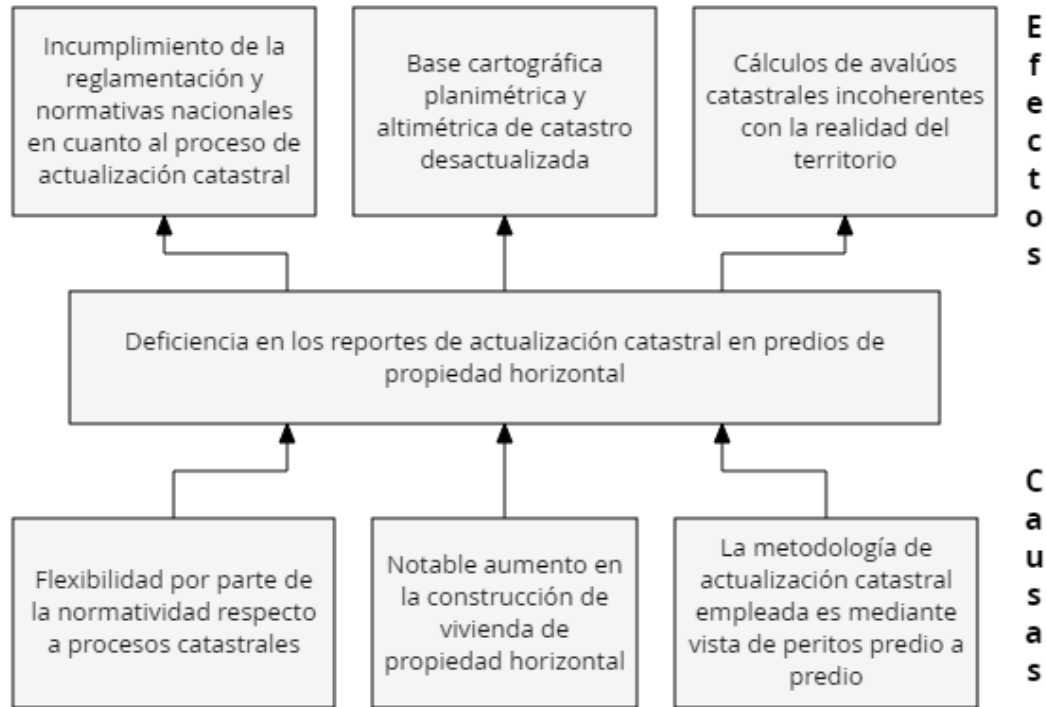 Incumplimiento de la
reglamentación y
normativas nacionales
en cuanto al proceso de
actualización catastral
Base cartográfica
planimétrica y
altimétrica de catastro
desactualizada
Cálculos de avalúos
catastrales incoherentes
con la realidad del
territorio
Efectos
Deficiencia en los reportes de actualización catastral en predios de
propiedad horizontal
Flexibilidad por parte de
la normatividad respecto
a procesos catastrales
Notable aumento en
la construcción de
vivienda de
propiedad horizontal
La metodología de
actualización catastral
empleada es mediante
vista de peritos predio a
predio
Causas